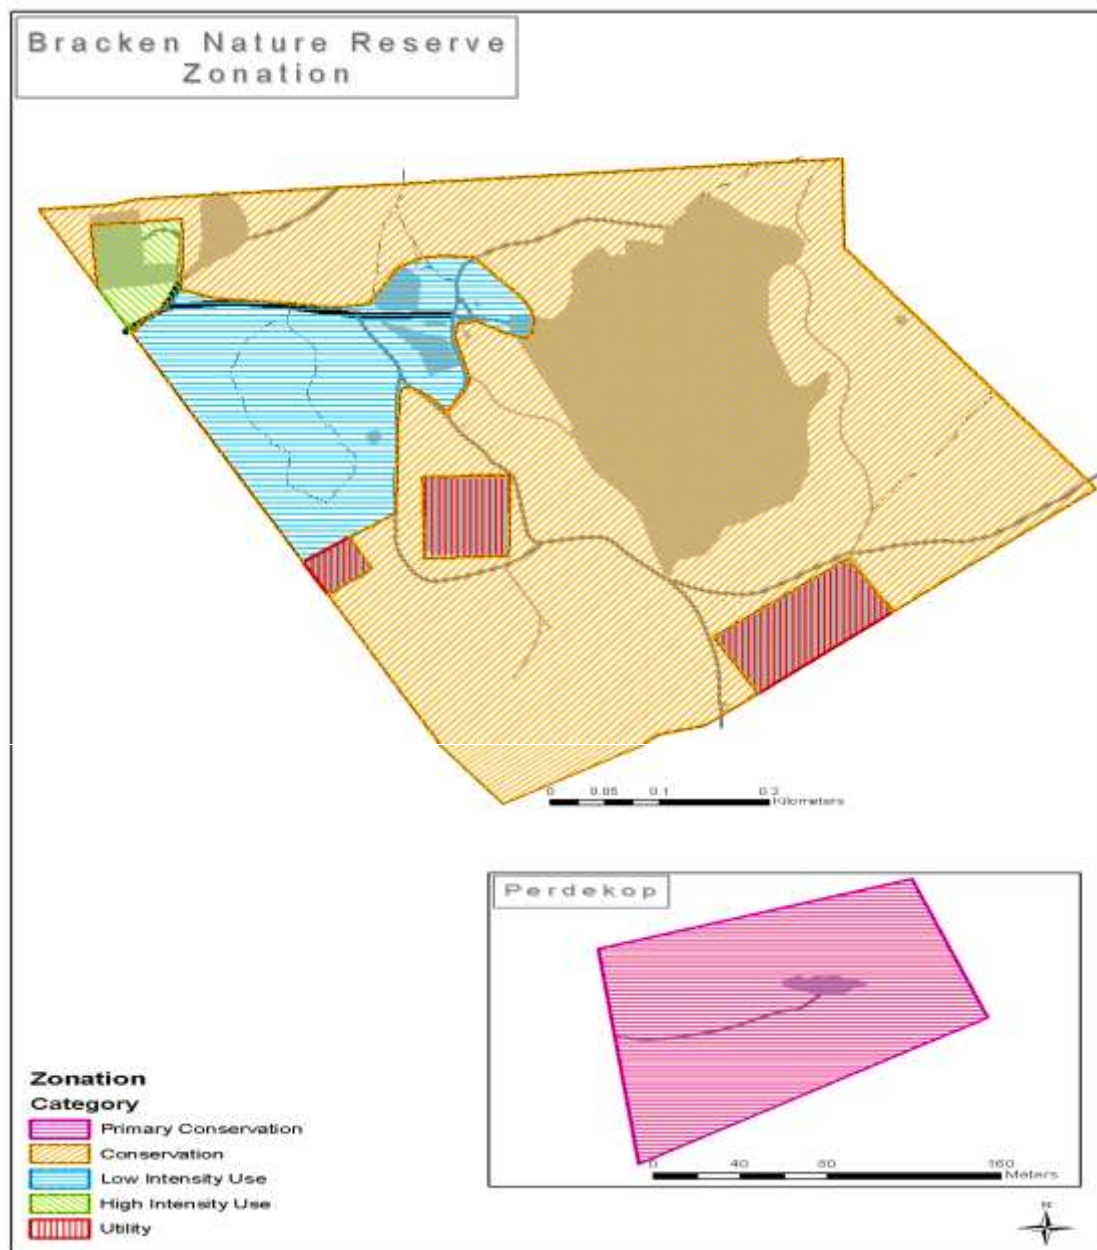 Bracken Nature Reserve
Zonation
0 0.05 0.1 0.2
Kilometers
Perdekop
0 40 80 160
Meters
Zonation
Category
Primary Conservation
Conservation
Low Intensity Use
High Intensity Use
Utility
N